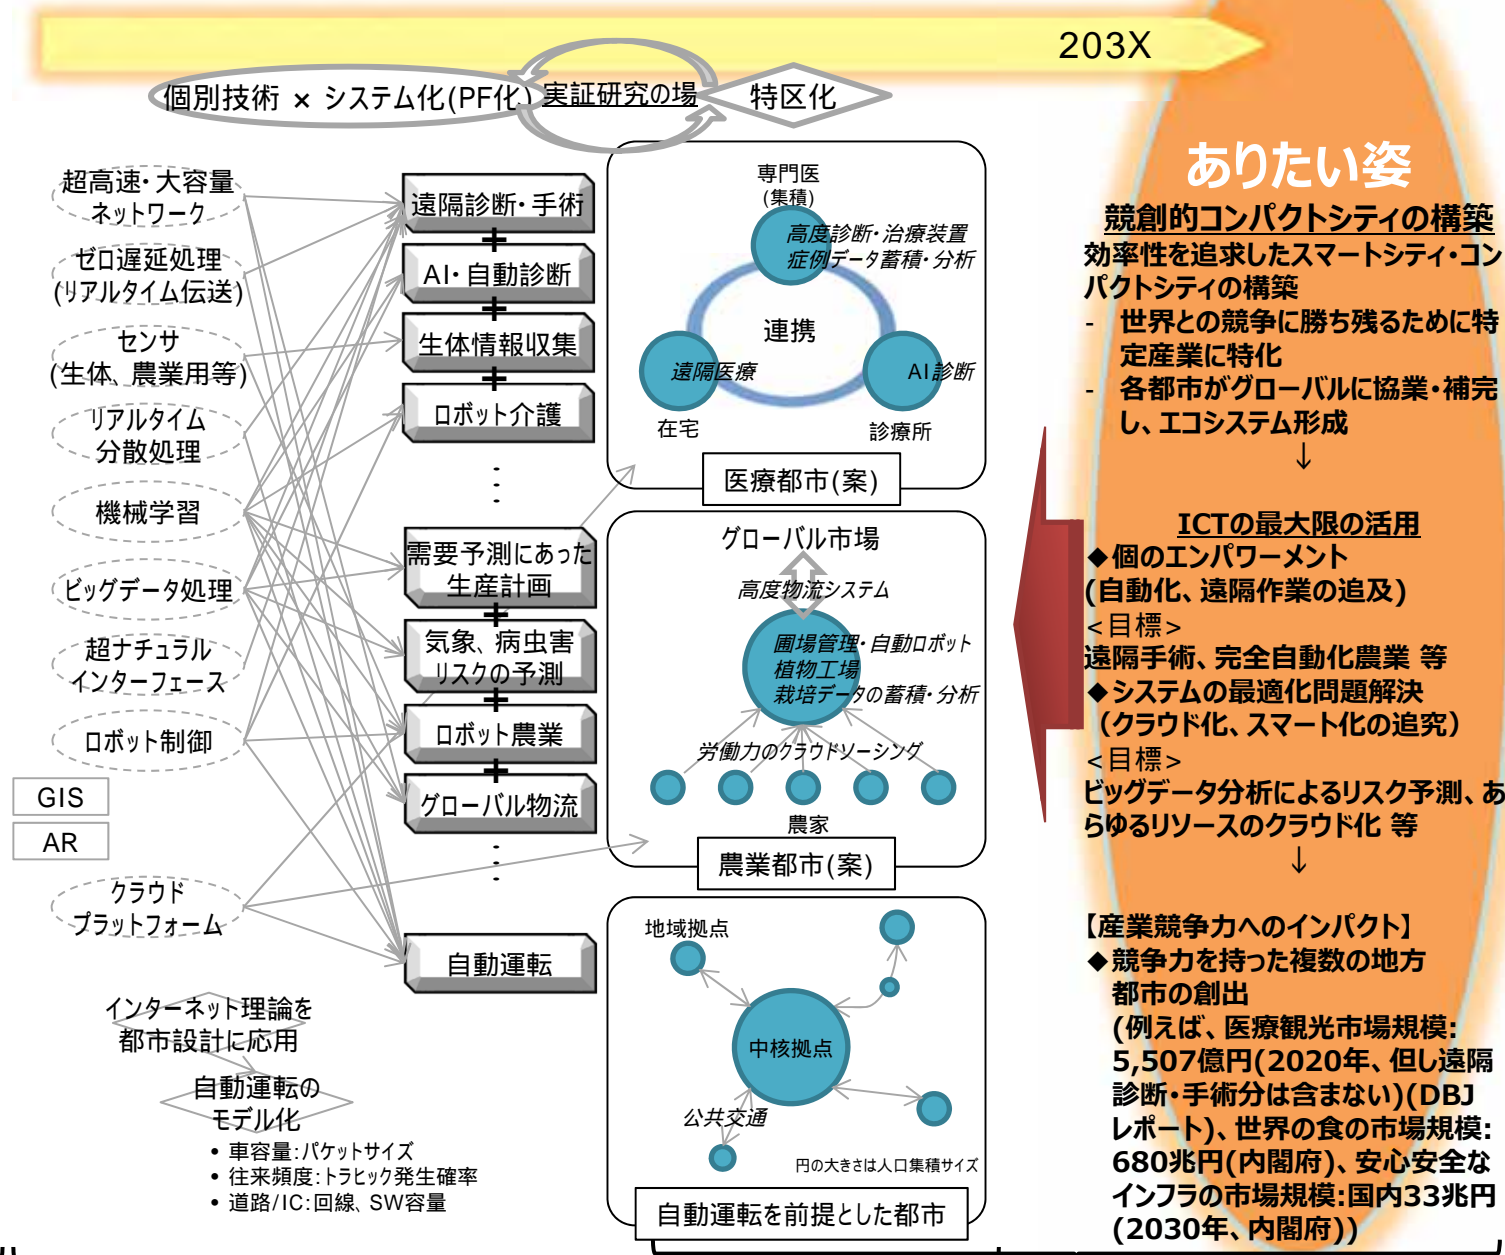 203X
個別技術 × システム化(PF化)
実証研究の場
特区化
超高速・大容量
ネットワーク
ゼロ遅延処理
(リアルタイム伝送)
センサ
(生体、農業用等)
リアルタイム
分散処理
機械学習
ビッグデータ処理
超ナチュラル
インターフェース
ロボット制御
GIS
AR
クラウド
プラットフォーム
インターネット理論を
都市設計に応用
自動運転の
モデル化
• 車容量:パケットサイズ
• 往来頻度:トラヒック発生確率
• 道路/IC:回線、SW容量
遠隔診断・手術
+
AI・自動診断
+
生体情報収集
+
ロボット介護
⋮
需要予測にあった
生産計画
+
気象、病虫害
リスクの予測
+
ロボット農業
+
グローバル物流
⋮
自動運転
専門医
(集積)
高度診断・治療装置
症例データ蓄積・分析
連携
遠隔医療
AI診断
在宅
診療所
医療都市(案)
グローバル市場
高度物流システム
圃場管理・自動ロボット
植物工場
栽培データの蓄積・分析
労働力のクラウドソーシング
農家
農業都市(案)
地域拠点
中核拠点
公共交通
円の大きさは人口集積サイズ
自動運転を前提とした都市
ありたい姿
競創的コンパクトシティの構築
効率性を追求したスマートシティ・コン
パクトシティの構築
- 世界との競争に勝ち残るために特
定産業に特化
- 各都市がグローバルに協業・補完
し、エコシステム形成
↓
ICTの最大限の活用
◆個のエンパワーメント
(自動化、遠隔作業の追及)
<目標>
遠隔手術、完全自動化農業 等
◆システムの最適化問題解決
(クラウド化、スマート化の追究)
<目標>
ビッグデータ分析によるリスク予測、あ
らゆるリソースのクラウド化 等
↓
【産業競争力へのインパクト】
◆競争力を持った複数の地方
都市の創出
(例えば、医療観光市場規模:
5,507億円(2020年、但し遠隔
診断・手術分は含まない)(DBJ
レポート)、世界の食の市場規模:
680兆円(内閣府)、安心安全な
インフラの市場規模:国内33兆円
(2030年、内閣府))